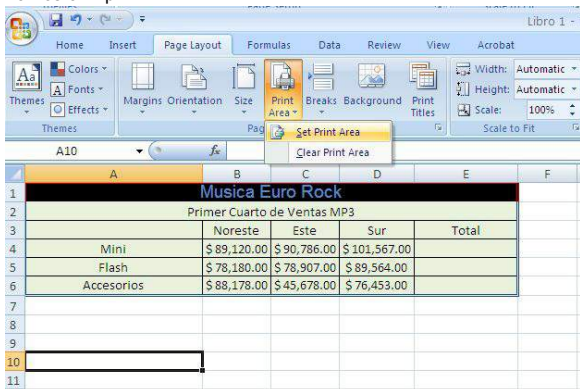 Libro 1 -
Home Insert Page Layout Formulas Data Review View Acrobat
Colors
Fonts
Effects
Themes
Margins Orientation Size Print Area Breaks Background Print Titles
Width: Automatic
Height: Automatic
Scale: 100%
Themes Pag Scale to Fit
Set Print Area
Clear Print Area
A10 fx
A B C D E F
1 Musica Euro Rock
2 Primer Cuarto de Ventas MP3
3 Noreste Este Sur Total
4 Mini $ 89,120.00 $ 90,786.00 $ 101,567.00
5 Flash $ 78,180.00 $ 78,907.00 $ 89,564.00
6 Accesorios $ 88,178.00 $ 45,678.00 $ 76,453.00
7
8
9
10
11